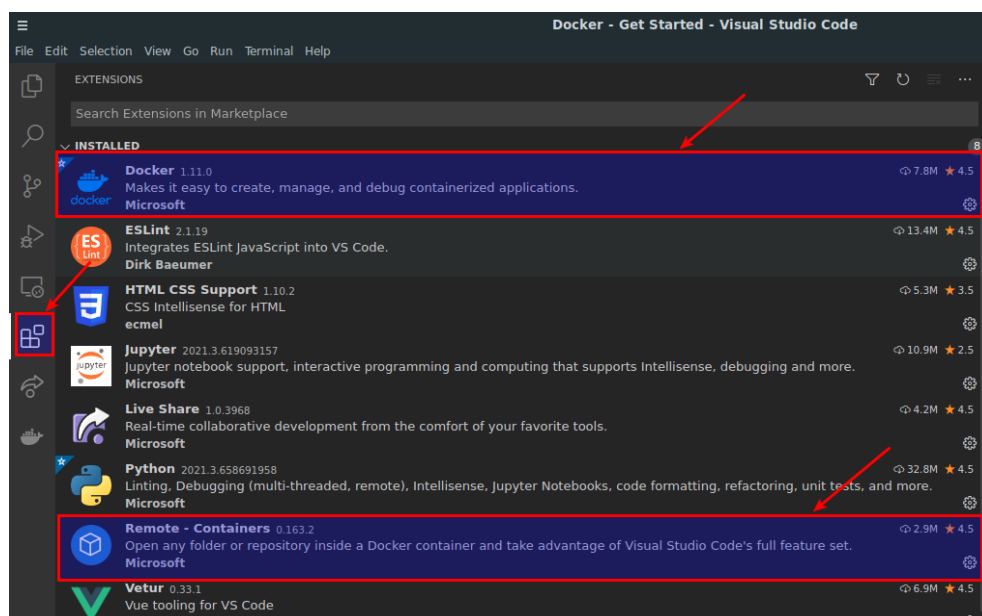 Docker - Get Started - Visual Studio Code
File Edit Selection View Go Run Terminal Help
EXTENSIONS
Search Extensions in Marketplace
INSTALLED 8
Docker 1.11.0 7.8M 4.5
Makes it easy to create, manage, and debug containerized applications.
docker
Microsoft
ESLint 2.1.19 13.4M 4.5
ES
Integrates ESLint JavaScript into VS Code.
Lint
Dirk Baeumer
HTML CSS Support 1.10.2 5.3M 3.5
CSS Intellisense for HTML
ecmel
Jupyter 2021.3.619093157 10.9M 2.5
jupyter
Jupyter notebook support, interactive programming and computing that supports Intellisense, debugging and more.
Microsoft
Live Share 1.0.3968 4.2M 4.5
Real-time collaborative development from the comfort of your favorite tools.
Microsoft
Python 2021.3.658691958 32.8M 4.5
Linting, Debugging (multi-threaded, remote), Intellisense, Jupyter Notebooks, code formatting, refactoring, unit tests, and more.
Microsoft
Remote - Containers 0.163.2 2.9M 4.5
Open any folder or repository inside a Docker container and take advantage of Visual Studio Code's full feature set.
Microsoft
Vetur 0.33.1 6.9M 4.5
Vue tooling for VS Code